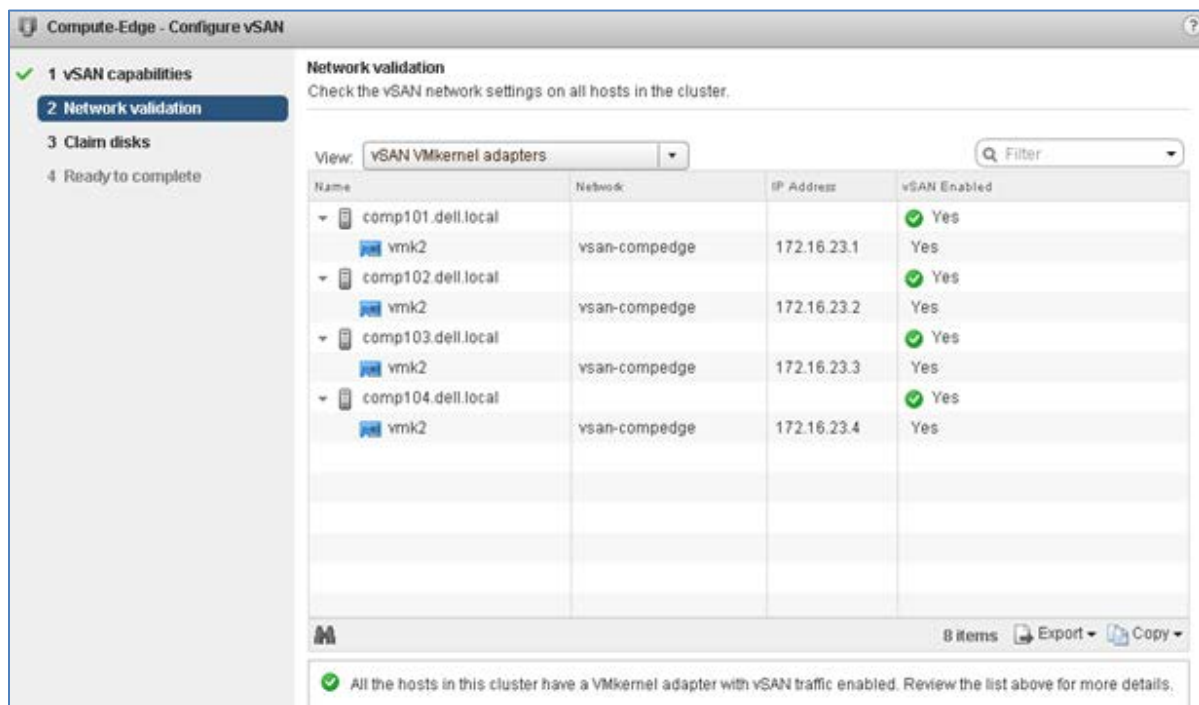 Compute-Edge - Configure vSAN
?
1 vSAN capabilities
2 Network validation
3 Claim disks
4 Ready to complete
Network validation
Check the vSAN network settings on all hosts in the cluster.
View: vSAN VMkernel adapters
Filter
Name Network IP Address vSAN Enabled
comp101.dell.local Yes
vmk2 vsan-compedge 172.16.23.1 Yes
comp102.dell.local Yes
vmk2 vsan-compedge 172.16.23.2 Yes
comp103.dell.local Yes
vmk2 vsan-compedge 172.16.23.3 Yes
comp104.dell.local Yes
vmk2 vsan-compedge 172.16.23.4 Yes
8 items Export Copy
All the hosts in this cluster have a VMkernel adapter with vSAN traffic enabled. Review the list above for more details.